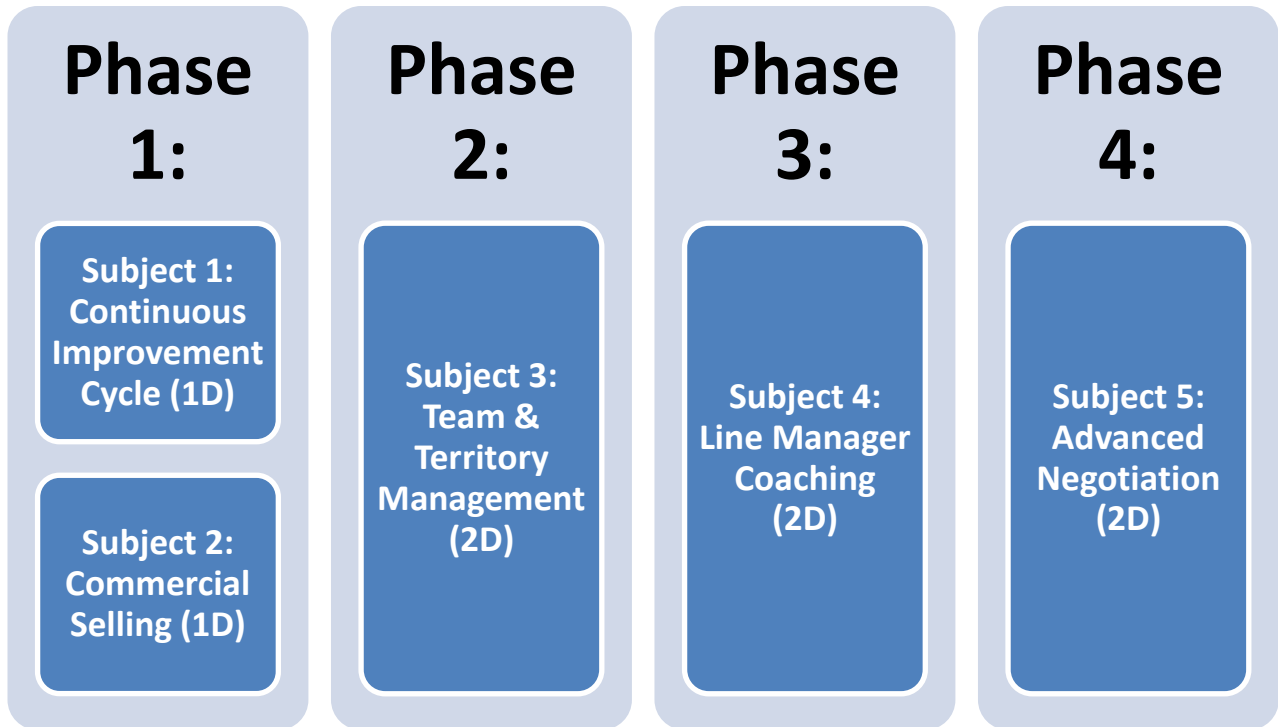 Phase
1:
Subject 1:
Continuous
Improvement
Cycle (1D)
Subject 2:
Commercial
Selling (1D)
Phase
2:
Subject 3:
Team &
Territory
Management
(2D)
Phase
3:
Subject 4:
Line Manager
Coaching
(2D)
Phase
4:
Subject 5:
Advanced
Negotiation
(2D)